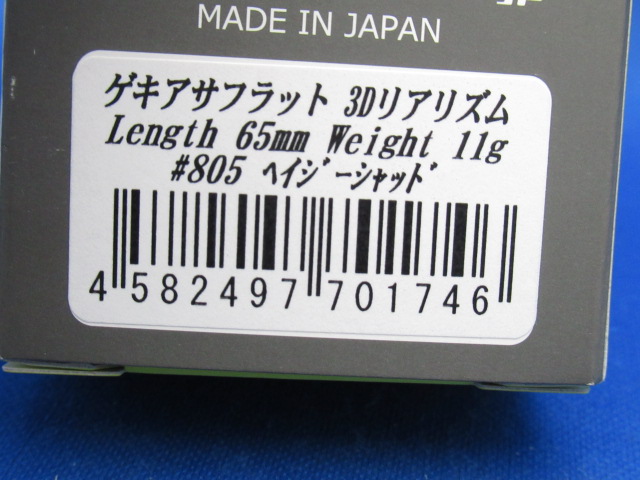 MADE IN JAPAN
ゲキアサフラット 3Dリアリズム
Length 65mm Weight 11g
#805 ﾍｲｼﾞｰｼｬｯﾄﾞ
4 582497 701746